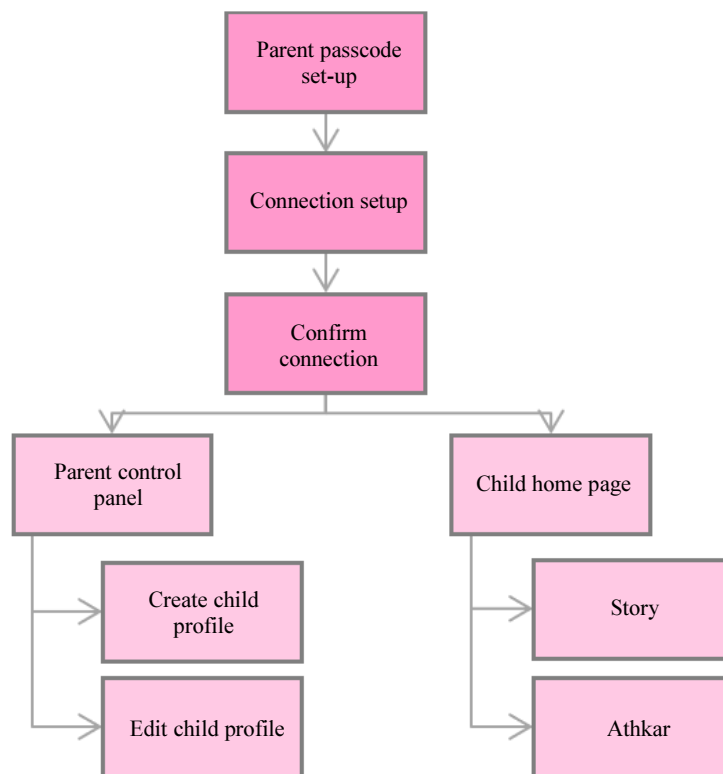 Parent passcode
set-up
Connection setup
Confirm
connection
Parent control
panel
Child home page
Create child
profile
Story
Edit child profile
Athkar